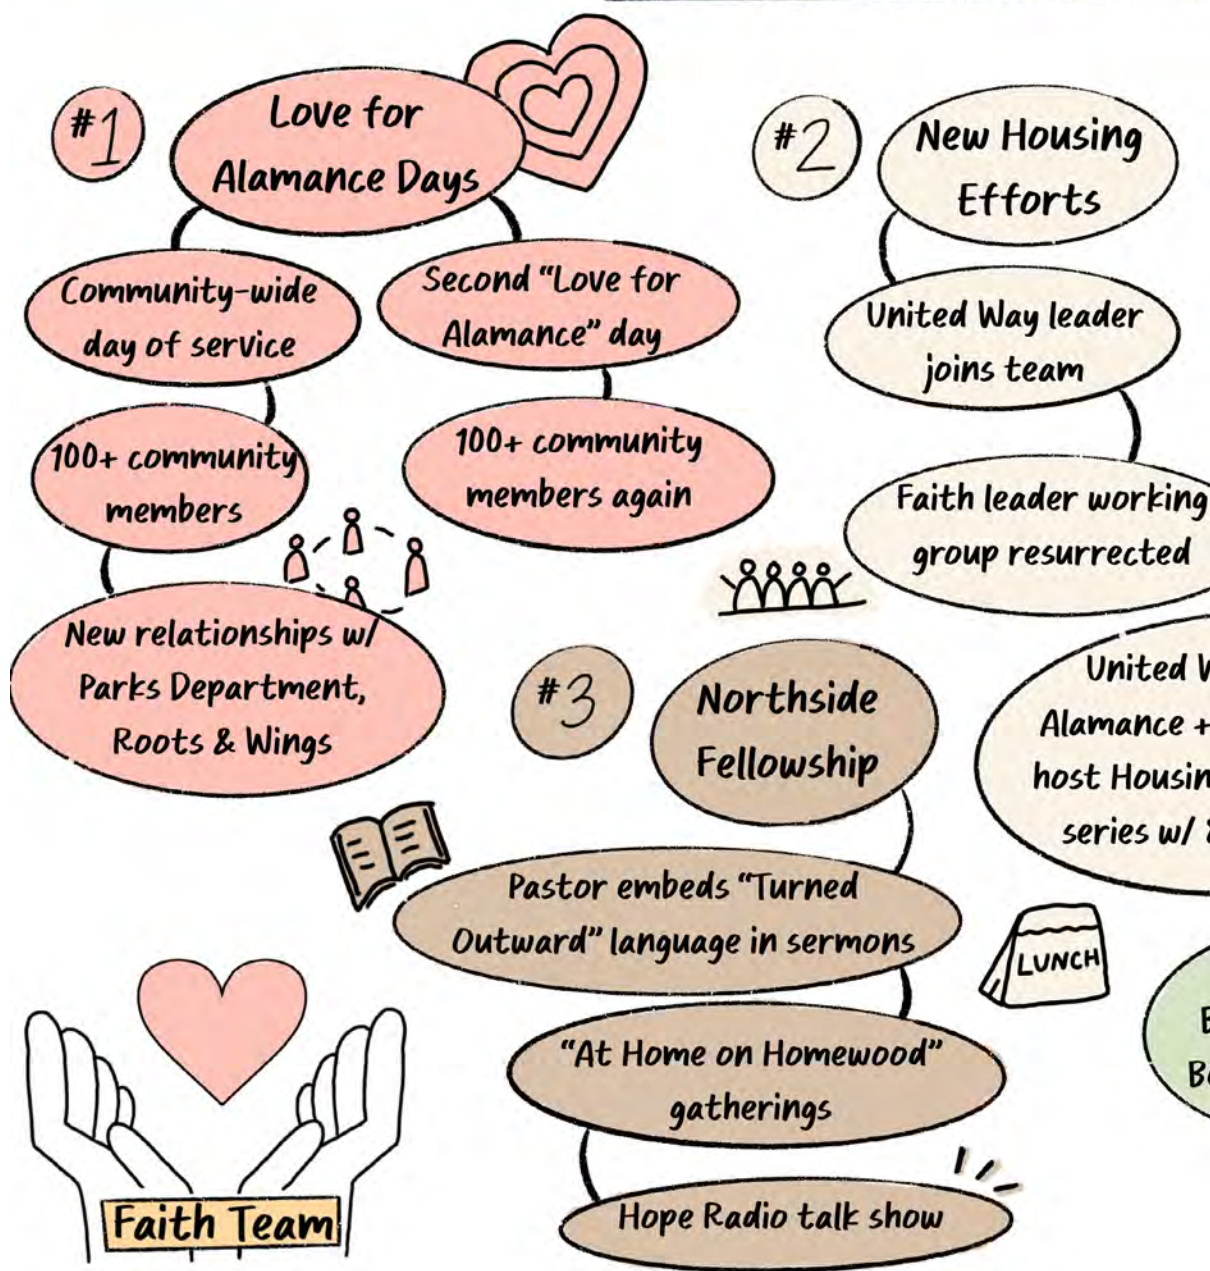 #1
Love for
Alamance Days
Community-wide
day of service
100+ community
members
New relationships w/
Parks Department,
Roots & Wings
Second “Love for
Alamance” day
100+ community
members again
#2
New Housing
Efforts
United Way leader
joins team
Faith leader working
group resurrected
United
Alamance +
host
series w/
#3
Northside
Fellowship
Pastor embeds “Turned
Outward” language in sermons
“At Home on Homewood”
gatherings
Hope Radio talk show
LUNCH
Faith Team